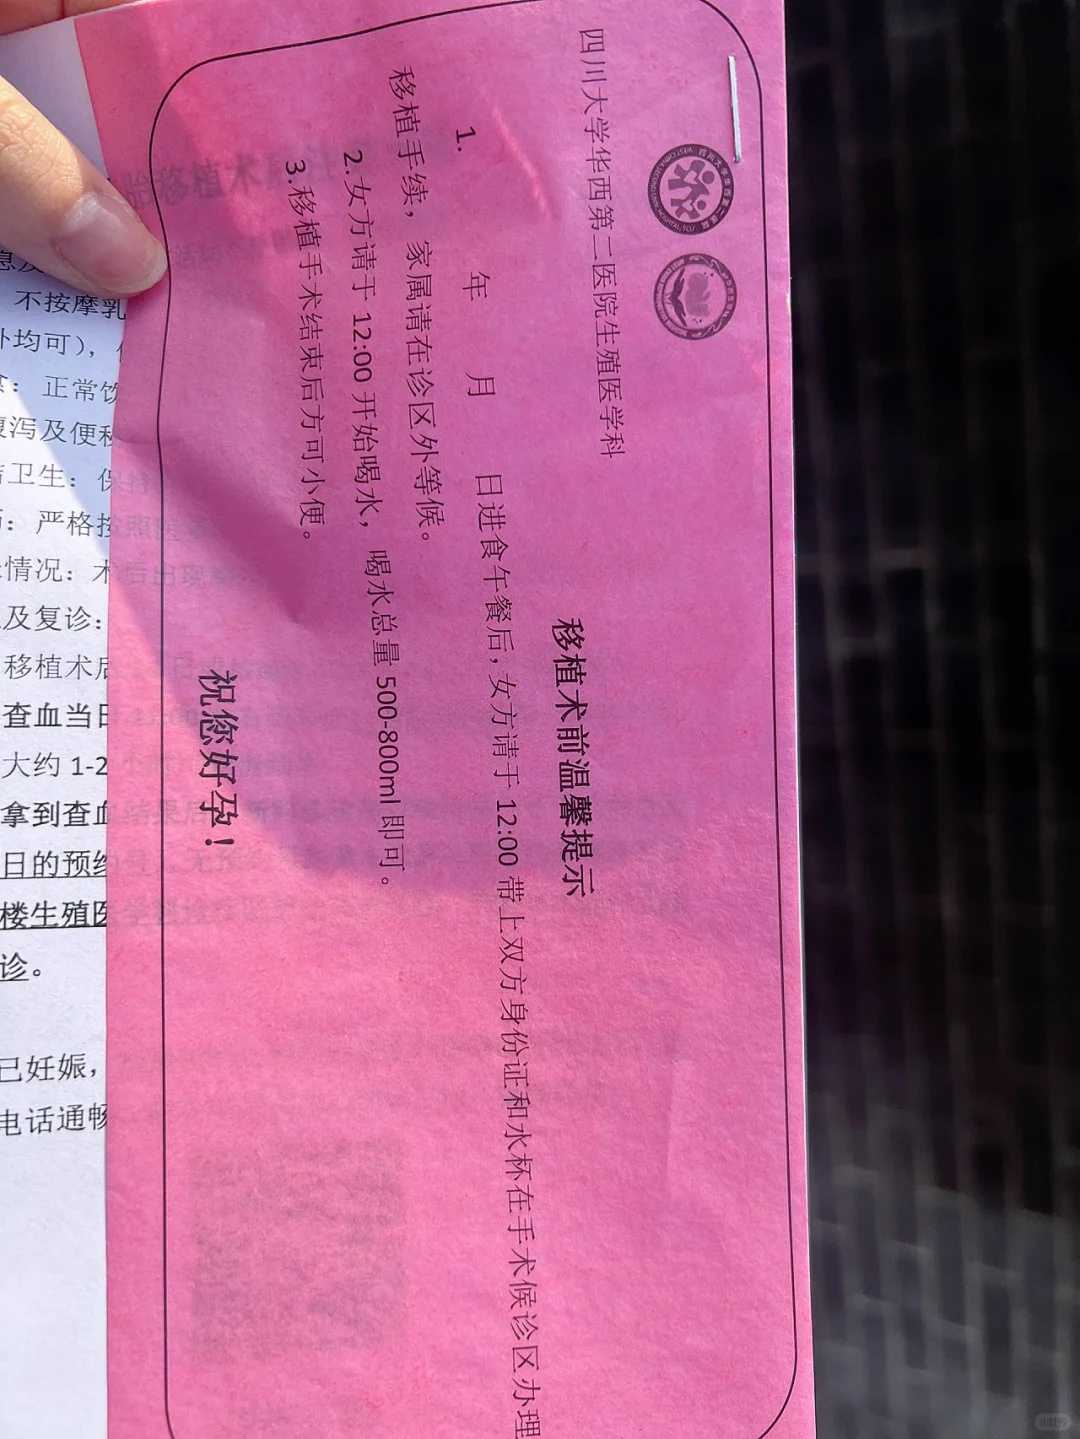 四川大学华西第二医院生殖医学科
移植术前温馨提示
1. 年 月 日进食午餐后，女方请于 12:00 带上双方身份证和水杯在手术候诊区办理
移植手续，家属请在诊区外等候。
2.女方请于 12:00 开始喝水，喝水总量 500-800ml 即可。
3.移植手术结束后方可小便。
祝您好孕！
移植术
不按摩乳
外均可)，
正常饮
腹泻及便秘
卫生：保持
：严格按照医
情况：术后出现
及复诊：
移植术后
查血当日
大约 1-2
拿到查血结果后
日的预约
楼生殖医学
诊。
已妊娠，
电话通畅